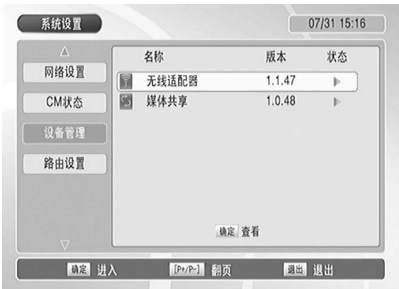 系统设置
07/31 15:16
名称 版本 状态
网络设置
无线适配器 1.1.47
CM状态
媒体共享 1.0.48
设备管理
路由设置
确定 查看
确定 进入 [P+/P-] 翻页 退出 退出